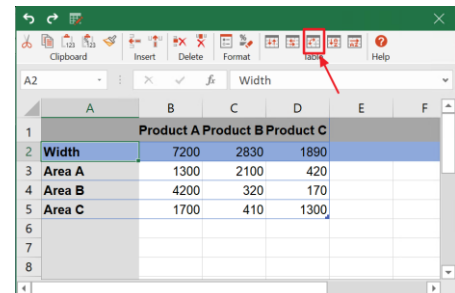 Clipboard Insert Delete Format Table Help
A2 fx Width
A B C D E F
1 Product A Product B Product C
2 Width 7200 2830 1890
3 Area A 1300 2100 420
4 Area B 4200 320 170
5 Area C 1700 410 1300
6
7
8